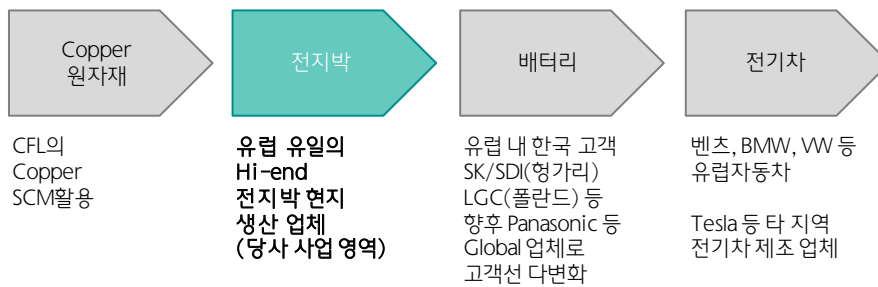 Copper
원자재
전지박
배터리
전기차
CFL의
Copper
SCM활용
유럽 유일의
Hi-end
전지박 현지
생산 업체
(당사 사업 영역)
유럽 내 한국 고객
SK/SDI(헝가리)
LGC(폴란드) 등
향후 Panasonic 등
Global 업체로
고객선 다변화
벤츠, BMW, VW 등
유럽자동차
Tesla 등 타 지역
전기차 제조 업체